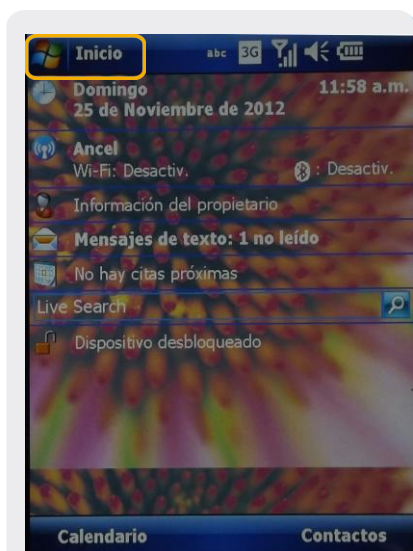 Inicio abc 3G
Domingo 11:58 a.m.
25 de Noviembre de 2012
Ancel
Wi-Fi: Desactiv. : Desactiv.
Información del propietario
Mensajes de texto: 1 no leído
No hay citas próximas
Live Search
Dispositivo desbloqueado
Calendario Contactos